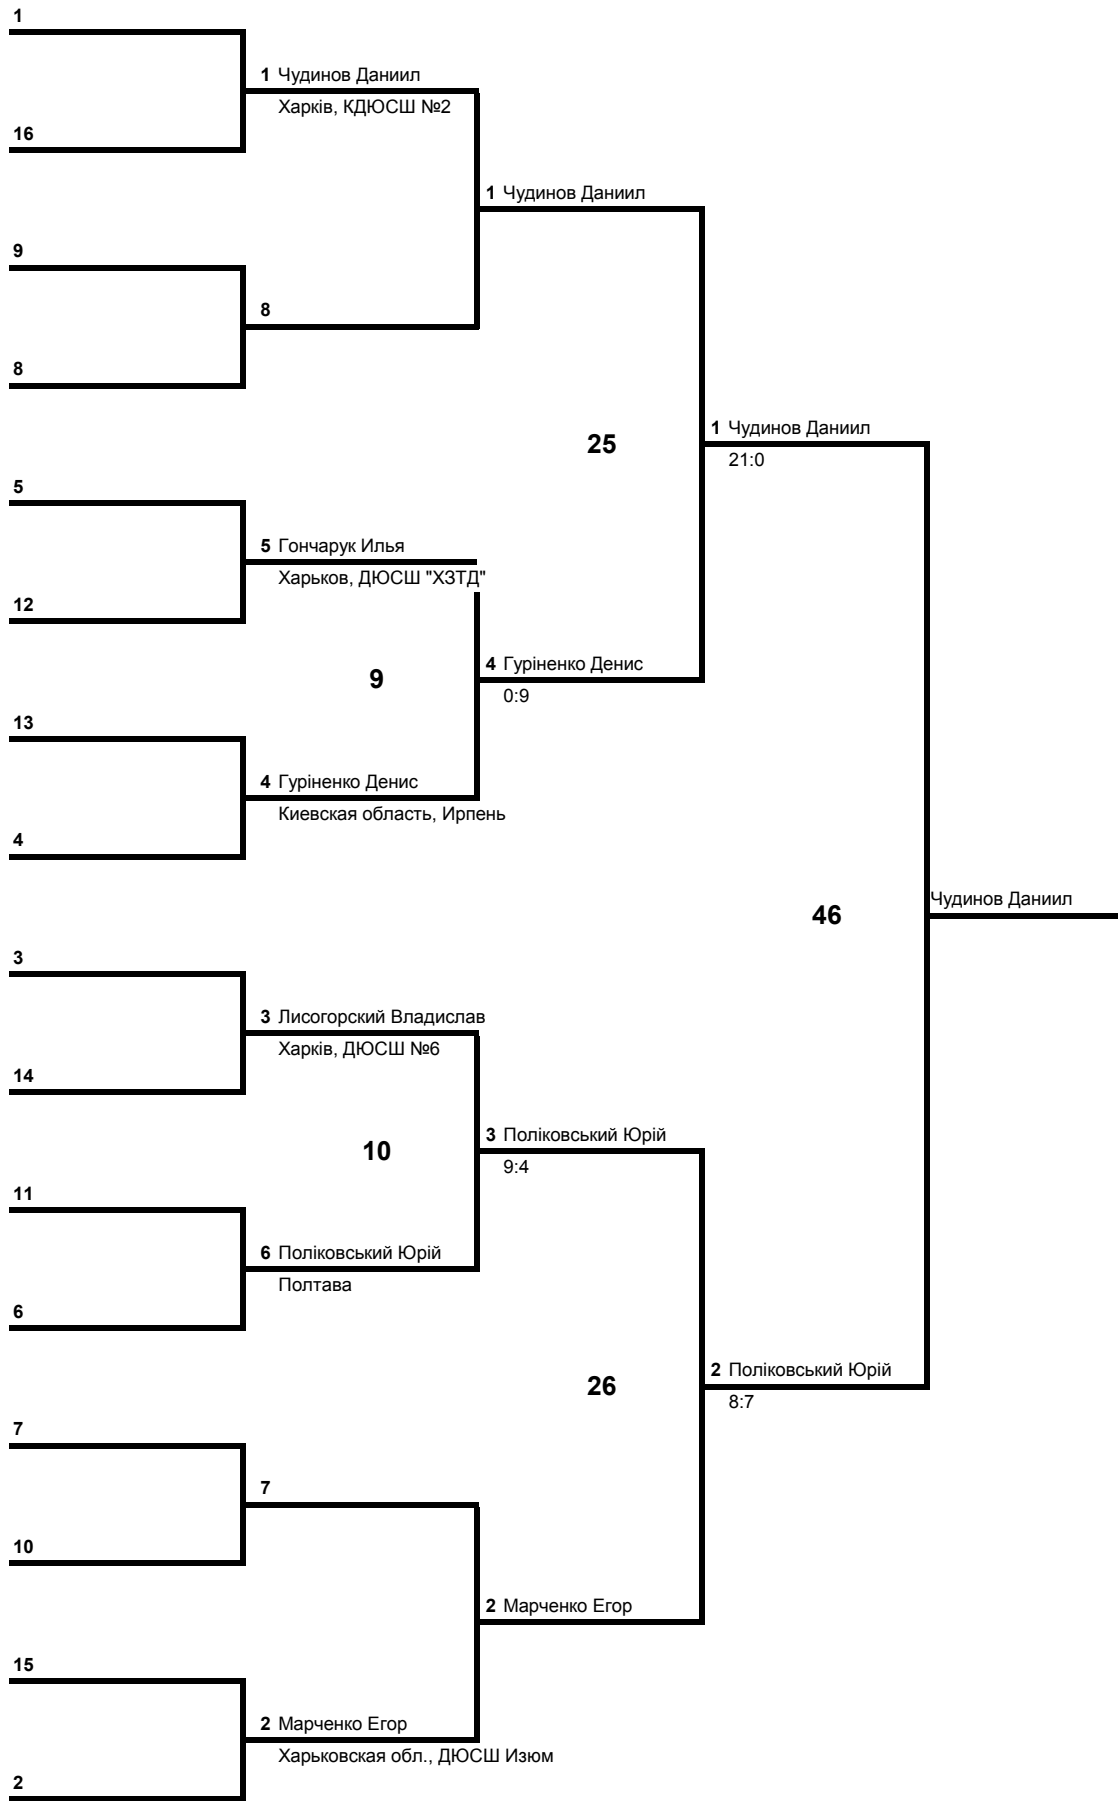 1
1 Чудинов Даниил
Харків, КДЮСШ №2
16
1 Чудинов Даниил
9
8
8
1 Чудинов Даниил
25
21:0
5
5 Гончарук Илья
Харьков, ДЮСШ "ХЗТД"
12
4 Гуріненко Денис
9
0:9
13
4 Гуріненко Денис
Киевская область, Ирпень
4
Чудинов Даниил
46
3
3 Лисогорский Владислав
Харків, ДЮСШ №6
14
3 Поліковський Юрій
10
9:4
11
6 Поліковський Юрій
Полтава
6
2 Поліковський Юрій
26
8:7
7
7
10
2 Марченко Егор
15
2 Марченко Егор
Харьковская обл., ДЮСШ Изюм
2